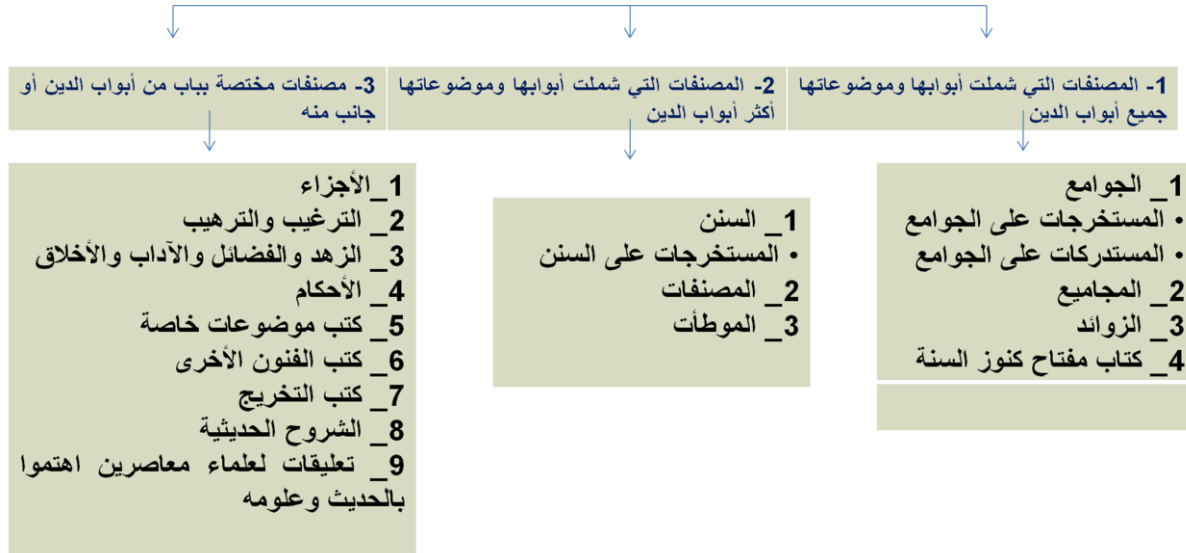 1- المصنفات التي شملت أبوابها وموضوعاتها
جميع أبواب الدين
2- المصنفات التي شملت أبوابها وموضوعاتها
أكثر أبواب الدين
3- مصنفات مختصة بباب من أبواب الدين أو
جانب منه
1_ الجوامع
• المستخرجات على الجوامع
• المستدركات على الجوامع
2_ المجاميع
3_ الزوائد
4_ كتاب مفتاح كنوز السنة
1_ السنن
• المستخرجات على السنن
2_ المصنفات
3_ الموطأت
1_الأجزاء
2_ الترغيب والترهيب
3_ الزهد والفضائل والآداب والأخلاق
4_ الأحكام
5_ كتب موضوعات خاصة
6_ كتب الفنون الأخرى
7_ كتب التخريج
8_ الشروح الحديثية
9_ تعليقات لعلماء معاصرين اهتموا
بالحديث وعلومه